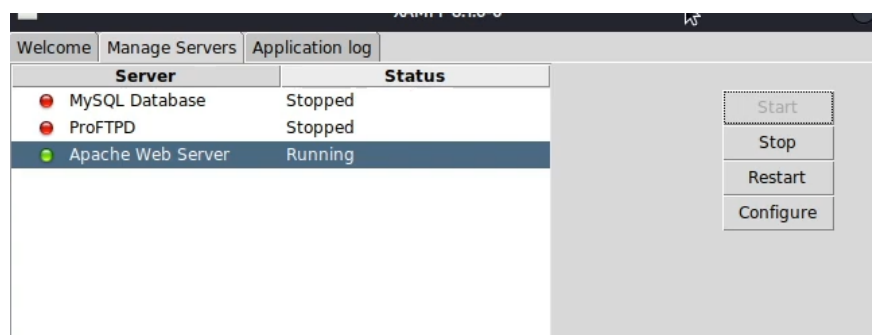 Welcome Manage Servers Application log
Server Status
MySQL Database Stopped
ProFTPD Stopped
Apache Web Server Running
Start
Stop
Restart
Configure